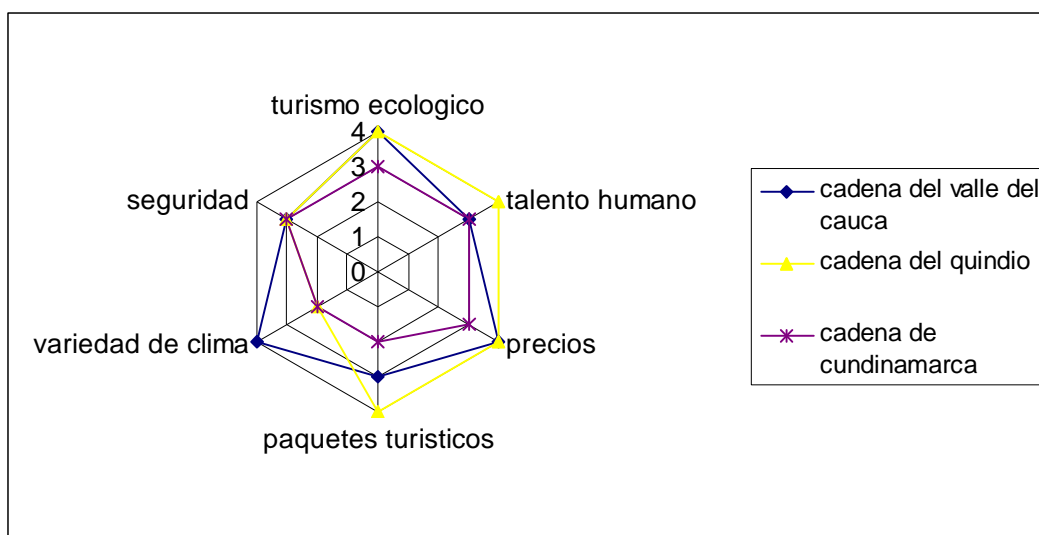 turismo ecologico
4
3
2
1
0
seguridad
talento humano
variedad de clima
precios
paquetes turisticos
cadena del valle del
cauca
cadena del quindio
cadena de
cundinamarca